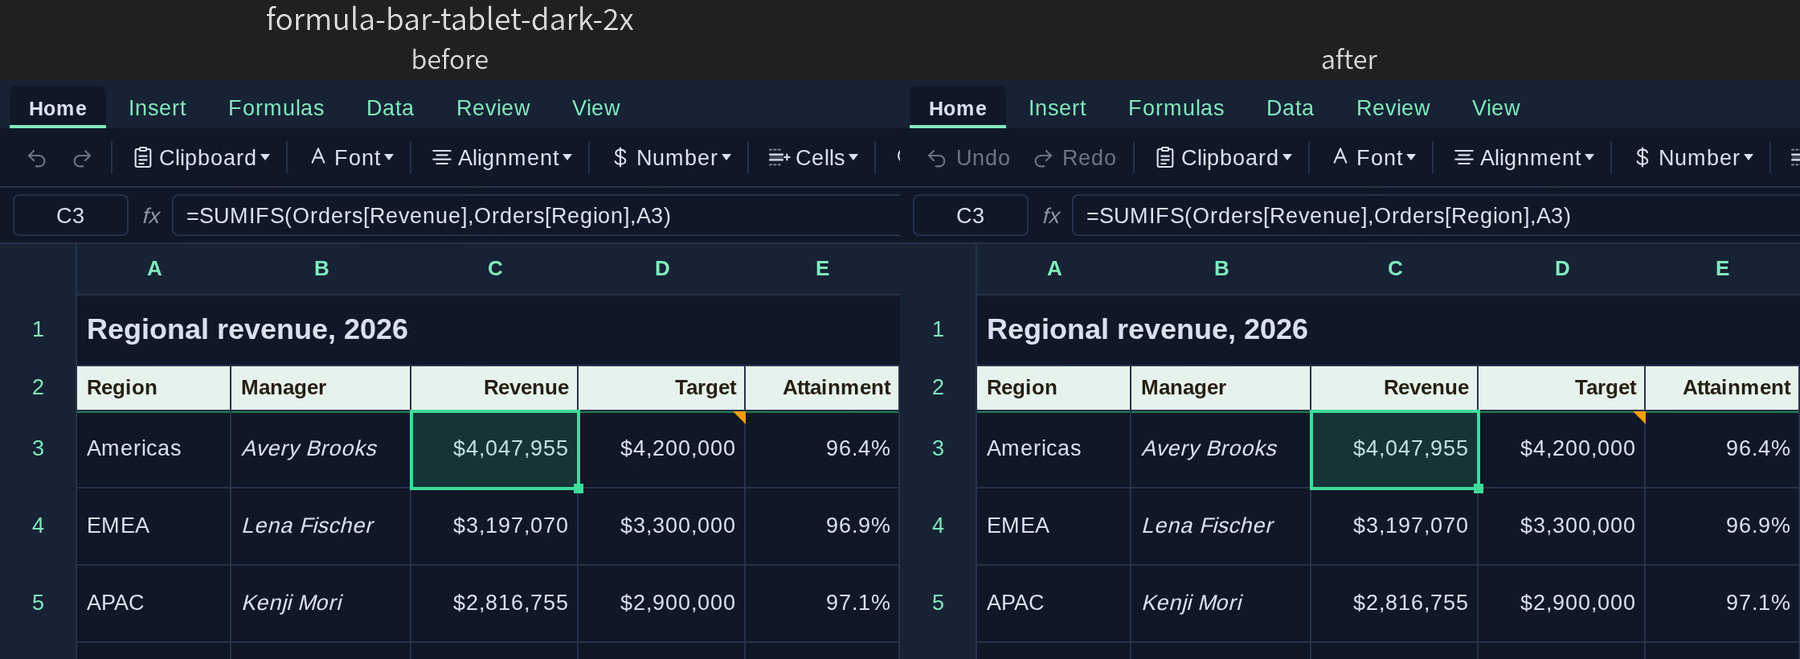 formula-bar-tablet-dark-2x
before
after
Home Insert Formulas Data Review View
Clipboard Font Alignment $ Number Cells
C3 fx =SUMIFS(Orders[Revenue],Orders[Region],A3)
A B C D E
1 Regional revenue, 2026
2 Region Manager Revenue Target Attainment
3 Americas Avery Brooks $4,047,955 $4,200,000 96.4%
4 EMEA Lena Fischer $3,197,070 $3,300,000 96.9%
5 APAC Kenji Mori $2,816,755 $2,900,000 97.1%
Home Insert Formulas Data Review View
Undo Redo Clipboard Font Alignment $ Number
C3 fx =SUMIFS(Orders[Revenue],Orders[Region],A3)
A B C D E
1 Regional revenue, 2026
2 Region Manager Revenue Target Attainment
3 Americas Avery Brooks $4,047,955 $4,200,000 96.4%
4 EMEA Lena Fischer $3,197,070 $3,300,000 96.9%
5 APAC Kenji Mori $2,816,755 $2,900,000 97.1%